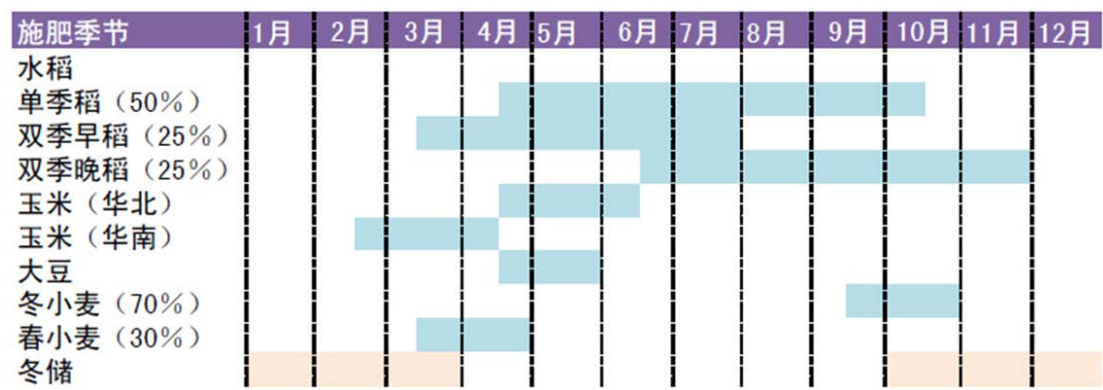 施肥季节 1月 2月 3月 4月 5月 6月 7月 8月 9月 10月 11月 12月
水稻
单季稻（50%）
双季早稻（25%）
双季晚稻（25%）
玉米（华北）
玉米（华南）
大豆
冬小麦（70%）
春小麦（30%）
冬储